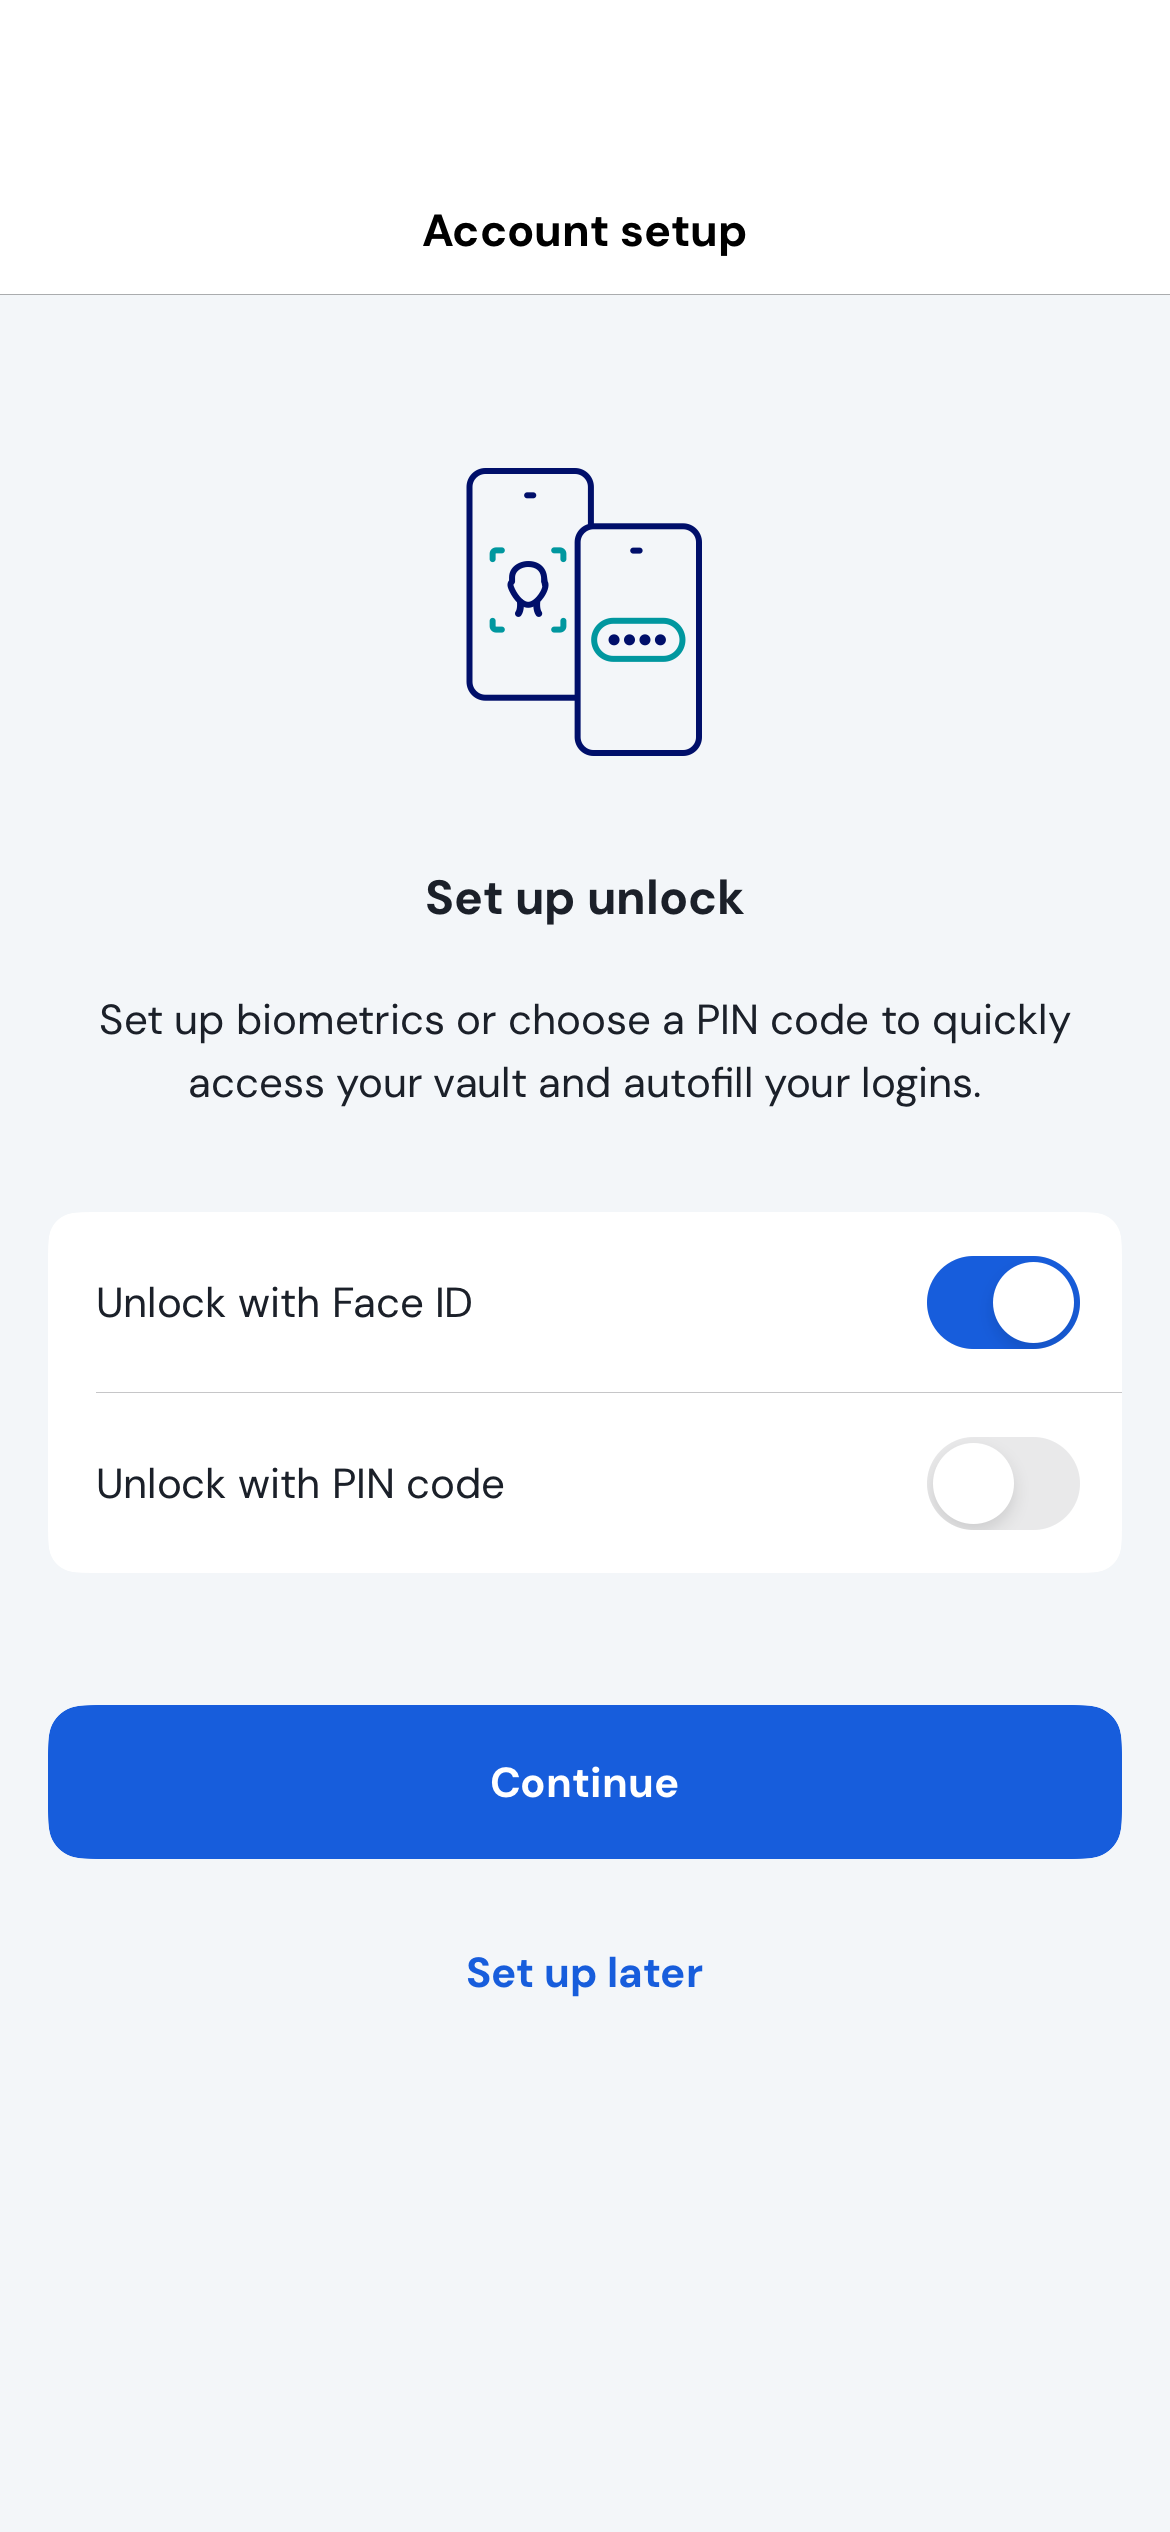 Account setup
Set up unlock
Set up biometrics or choose a PIN code to quickly
access your vault and autofill your logins.
Unlock with Face ID
Unlock with PIN code
Continue
Set up later